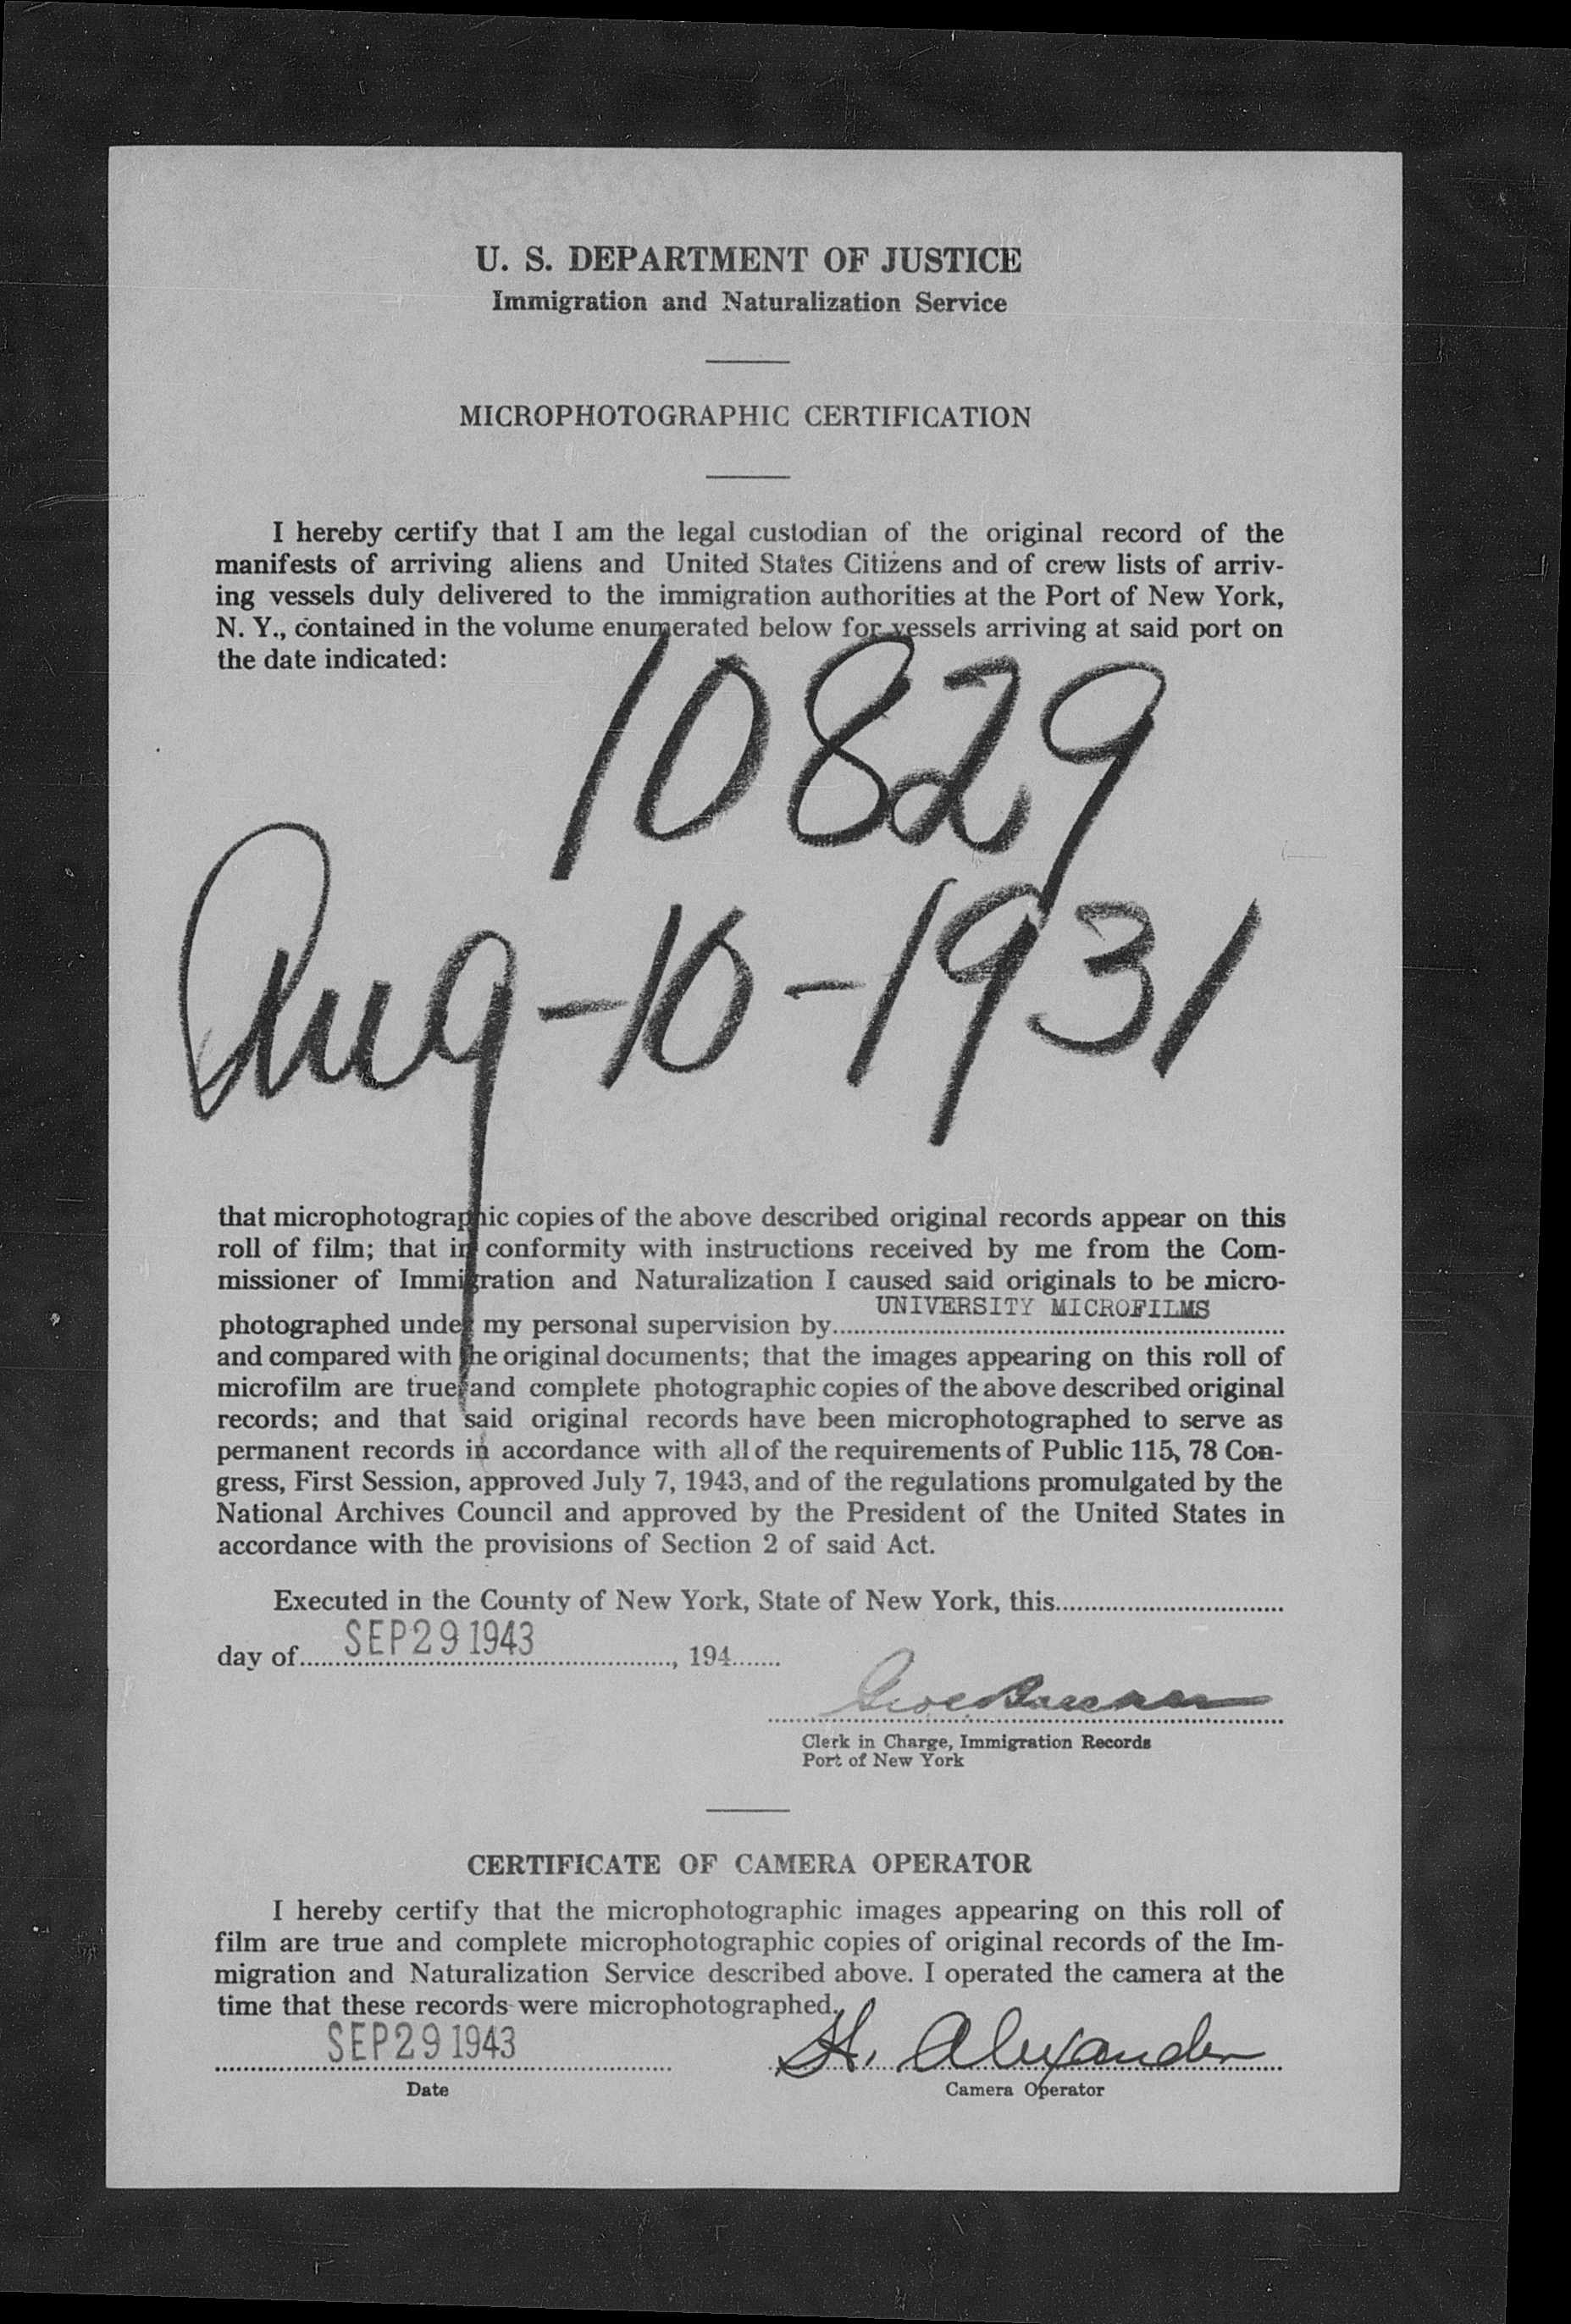 U. S. DEPARTMENT OF JUSTICE
Immigration and Naturalization Service
MICROPHOTOGRAPHIC CERTIFICATION
I hereby certify that I am the legal custodian of the original record of the
manifests of arriving aliens and United States Citizens and of crew lists of arriv-
ing vessels duly delivered to the immigration authorities at the Port of New York,
N. Y., contained in the volume enumerated below for vessels arriving at said port on
the date indicated:
10829
Aug-10-1931
that microphotographic copies of the above described original records appear on this
roll of film; that in conformity with instructions received by me from the Com-
missioner of Immigration and Naturalization I caused said originals to be micro-
UNIVERSITY MICROFILMS
photographed under my personal supervision by
and compared with the original documents; that the images appearing on this roll of
microfilm are true and complete photographic copies of the above described original
records; and that said original records have been microphotographed to serve as
permanent records in accordance with all of the requirements of Public 115, 78 Con-
gress, First Session, approved July 7, 1943, and of the regulations promulgated by the
National Archives Council and approved by the President of the United States in
accordance with the provisions of Section 2 of said Act.
Executed in the County of New York, State of New York, this
day of SEP 29 1943, 194
Clerk in Charge, Immigration Records
Port of New York
CERTIFICATE OF CAMERA OPERATOR
I hereby certify that the microphotographic images appearing on this roll of
film are true and complete microphotographic copies of original records of the Im-
migration and Naturalization Service described above. I operated the camera at the
time that these records were microphotographed.
SEP 29 1943 H. Alexander
Date Camera Operator